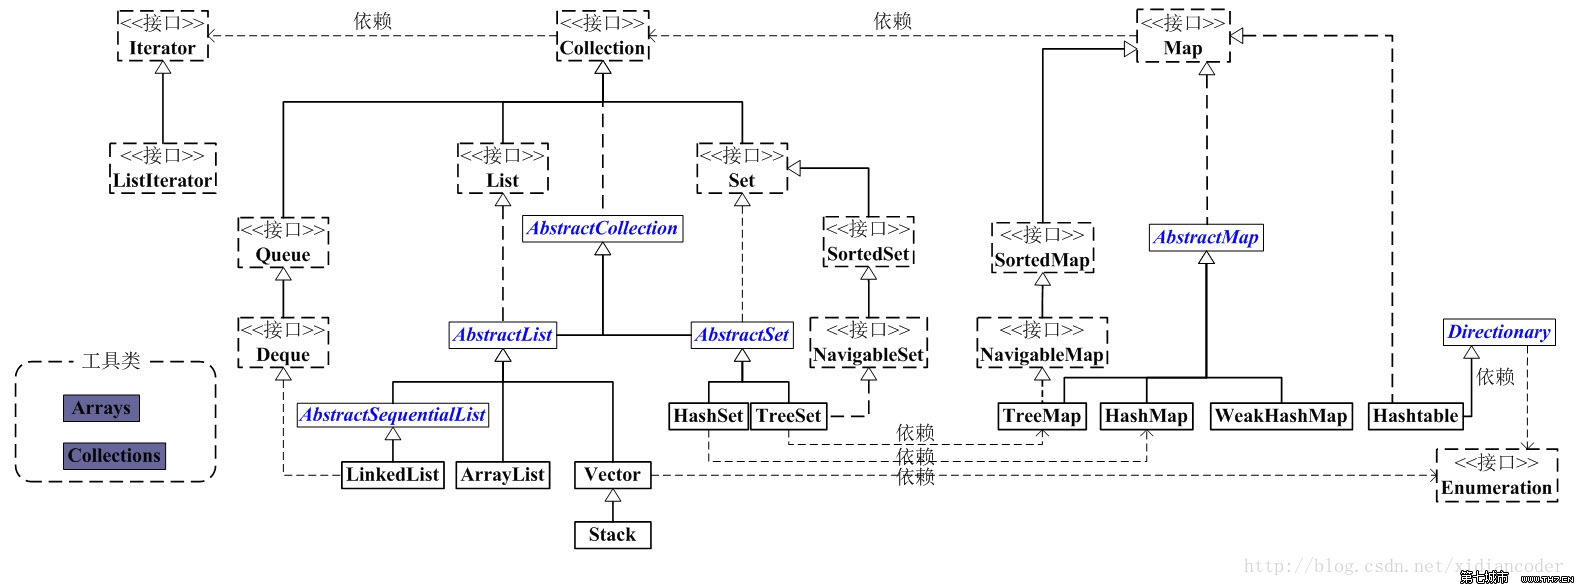 <<接口>>
Iterator
依赖
<<接口>>
Collection
依赖
<<接口>>
Map
<<接口>>
ListIterator
<<接口>>
List
<<接口>>
Set
<<接口>>
Queue
AbstractCollection
<<接口>>
SortedSet
<<接口>>
SortedMap
AbstractMap
<<接口>>
Deque
AbstractList
AbstractSet
<<接口>>
NavigableSet
<<接口>>
NavigableMap
Directionary
依赖
工具类
Arrays
Collections
AbstractSequentialList
HashSet
TreeSet
TreeMap
HashMap
WeakHashMap
Hashtable
依赖
依赖
依赖
LinkedList
ArrayList
Vector
<<接口>>
Enumeration
Stack
http://blog.csdn.net/xidiancoder
第七城市 WWW.TH7.CN